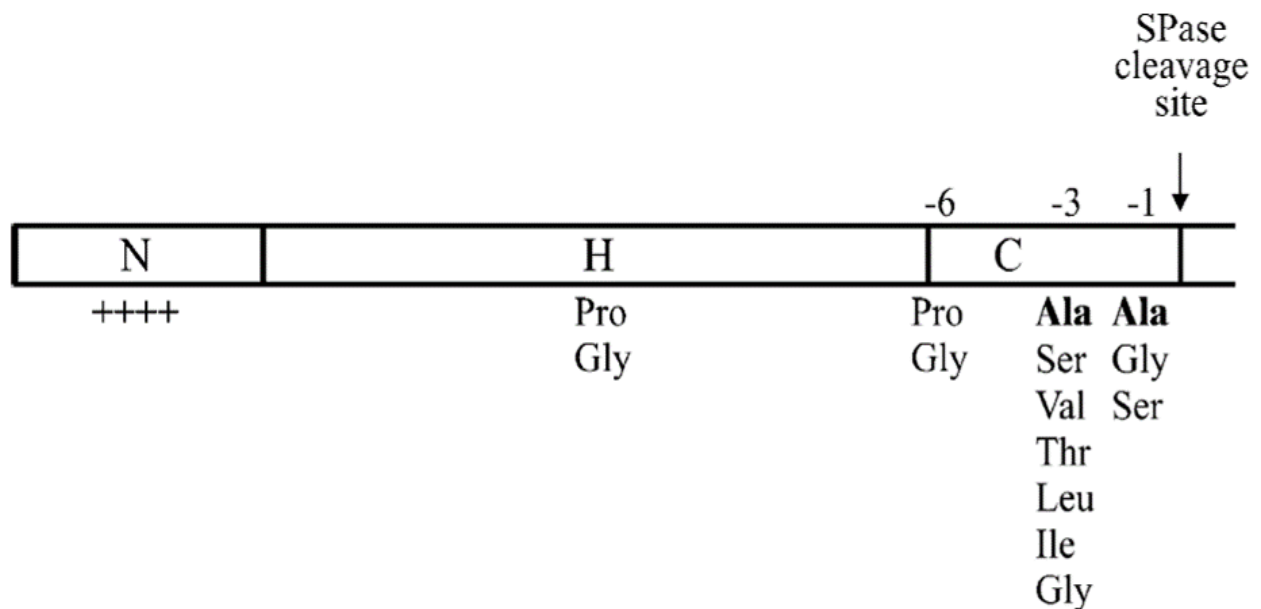 SPase
cleavage
site
-6 -3 -1
N H C
++++ Pro Pro Ala Ala
Gly Gly Ser Gly
Val Ser
Thr
Leu
Ile
Gly